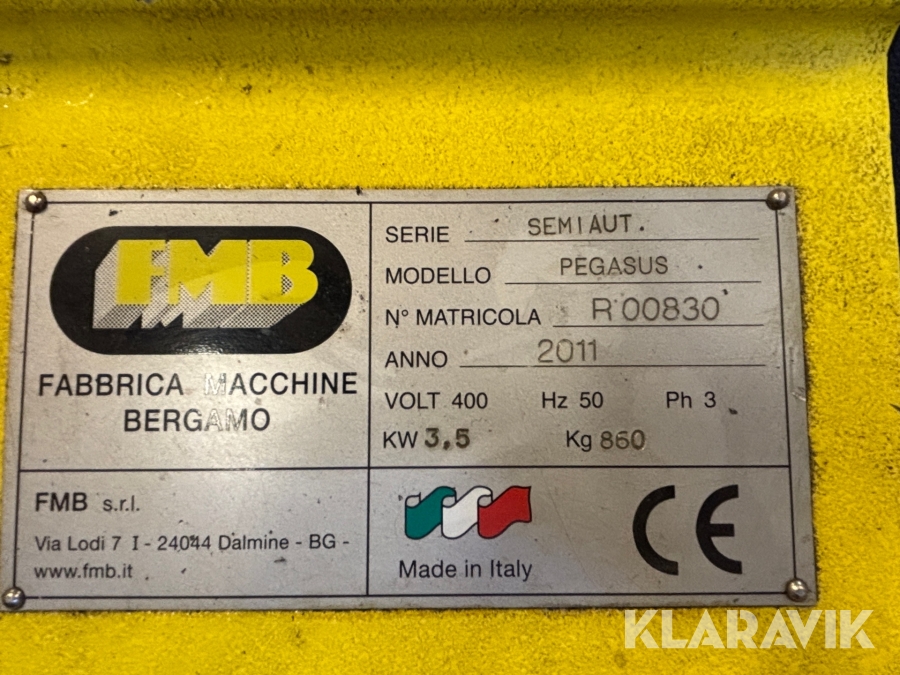 FMB
FABBRICA MACCHINE
BERGAMO
SERIE SEMIAUT.
MODELLO PEGASUS
N° MATRICOLA R 00830
ANNO 2011
VOLT 400 Hz 50 Ph 3
KW 3,5 Kg 860
FMB s.r.l.
Via Lodi 7 I - 24044 Dalmine - BG -
www.fmb.it
Made in Italy
CE
KLARAVIK